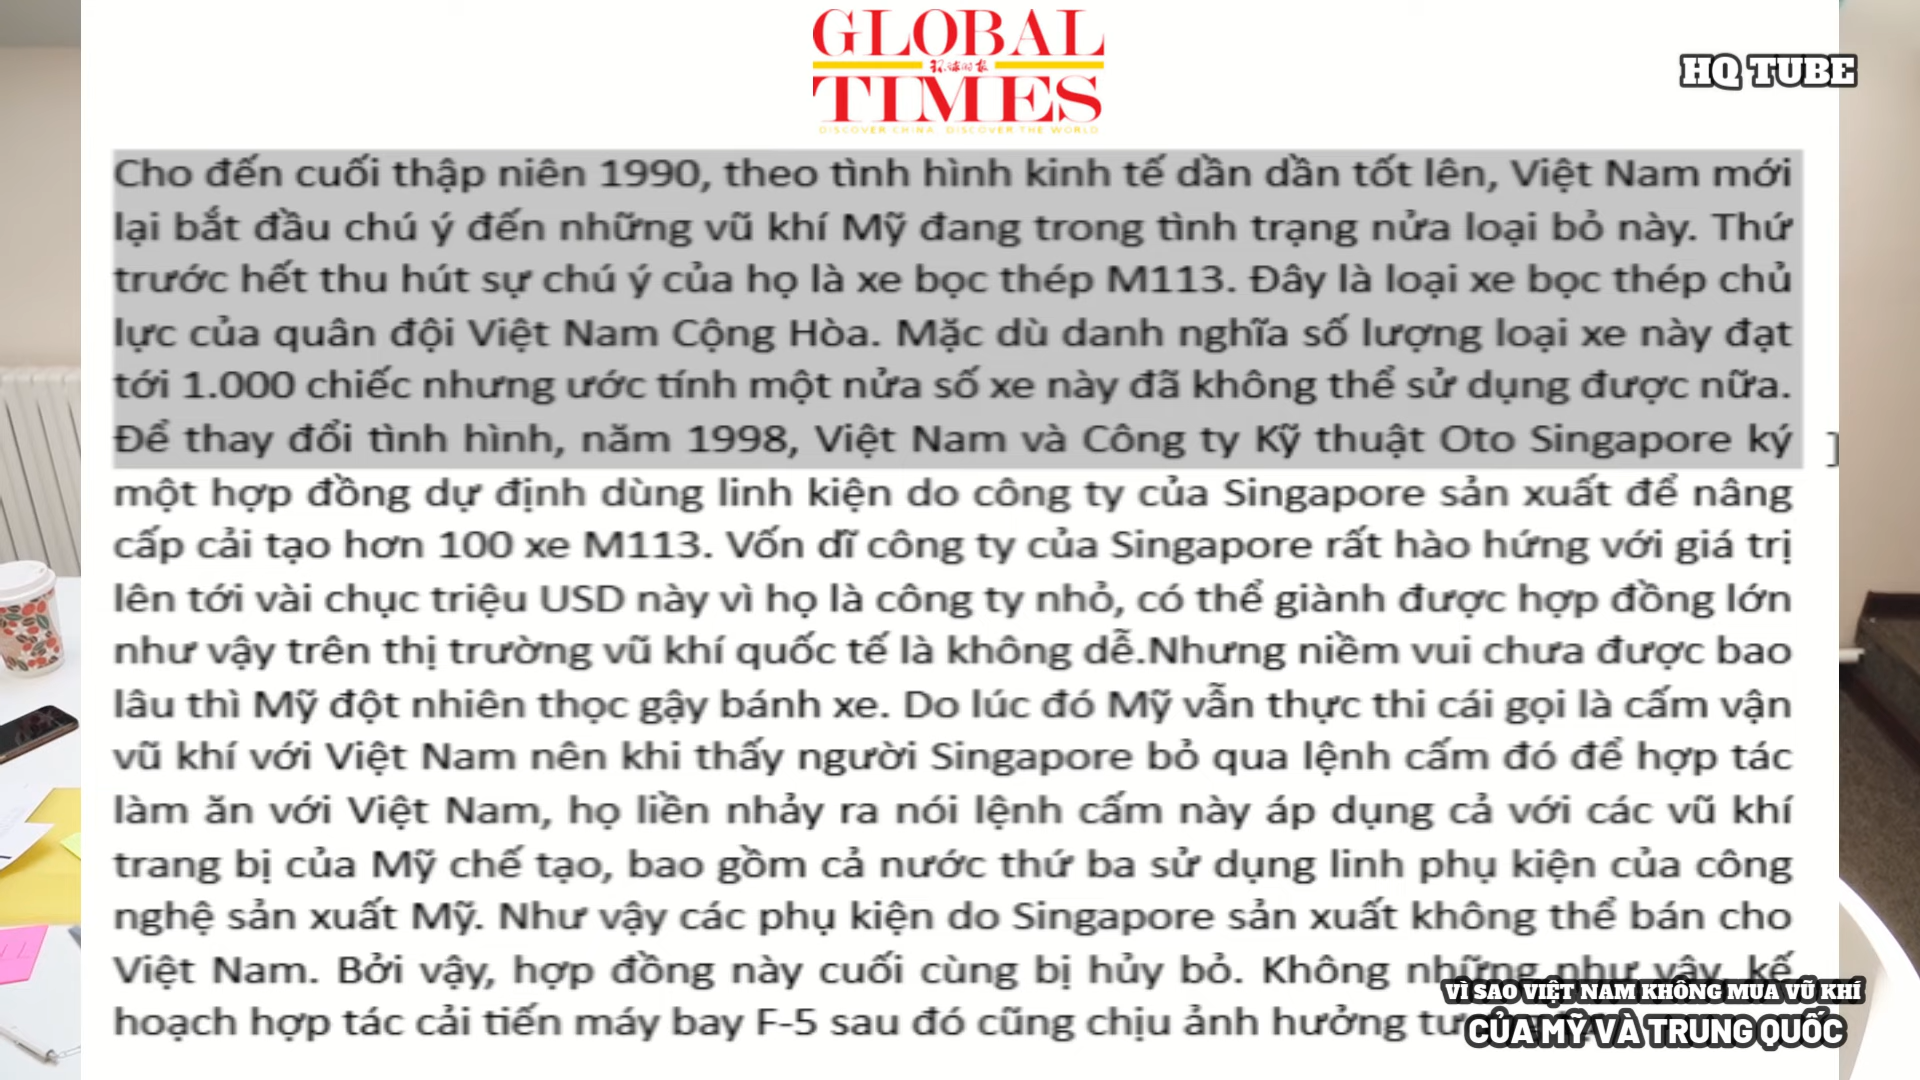 GLOBAL
环球时报
TIMES
DISCOVER CHINA DISCOVER THE WORLD
HQ TUBE
Cho đến cuối thập niên 1990, theo tình hình kinh tế dần dần tốt lên, Việt Nam mới
lại bắt đầu chú ý đến những vũ khí Mỹ đang trong tình trạng nửa loại bỏ này. Thứ
trước hết thu hút sự chú ý của họ là xe bọc thép M113. Đây là loại xe bọc thép chủ
lực của quân đội Việt Nam Cộng Hòa. Mặc dù danh nghĩa số lượng loại xe này đạt
tới 1.000 chiếc nhưng ước tính một nửa số xe này đã không thể sử dụng được nữa.
Để thay đổi tình hình, năm 1998, Việt Nam và Công ty Kỹ thuật Oto Singapore ký
một hợp đồng dự định dùng linh kiện do công ty của Singapore sản xuất để nâng
cấp cải tạo hơn 100 xe M113. Vốn dĩ công ty của Singapore rất hào hứng với giá trị
lên tới vài chục triệu USD này vì họ là công ty nhỏ, có thể giành được hợp đồng lớn
như vậy trên thị trường vũ khí quốc tế là không dễ.Nhưng niềm vui chưa được bao
lâu thì Mỹ đột nhiên thọc gậy bánh xe. Do lúc đó Mỹ vẫn thực thi cái gọi là cấm vận
vũ khí với Việt Nam nên khi thấy người Singapore bỏ qua lệnh cấm đó để hợp tác
làm ăn với Việt Nam, họ liền nhảy ra nói lệnh cấm này áp dụng cả với các vũ khí
trang bị của Mỹ chế tạo, bao gồm cả nước thứ ba sử dụng linh phụ kiện của công
nghệ sản xuất Mỹ. Như vậy các phụ kiện do Singapore sản xuất không thể bán cho
Việt Nam. Bởi vậy, hợp đồng này cuối cùng bị hủy bỏ. Không những như vậy, kế
hoạch hợp tác cải tiến máy bay F-5 sau đó cũng chịu ảnh hưởng
VÌ SAO VIỆT NAM KHÔNG MUA VŨ KHÍ
CỦA MỸ VÀ TRUNG QUỐC